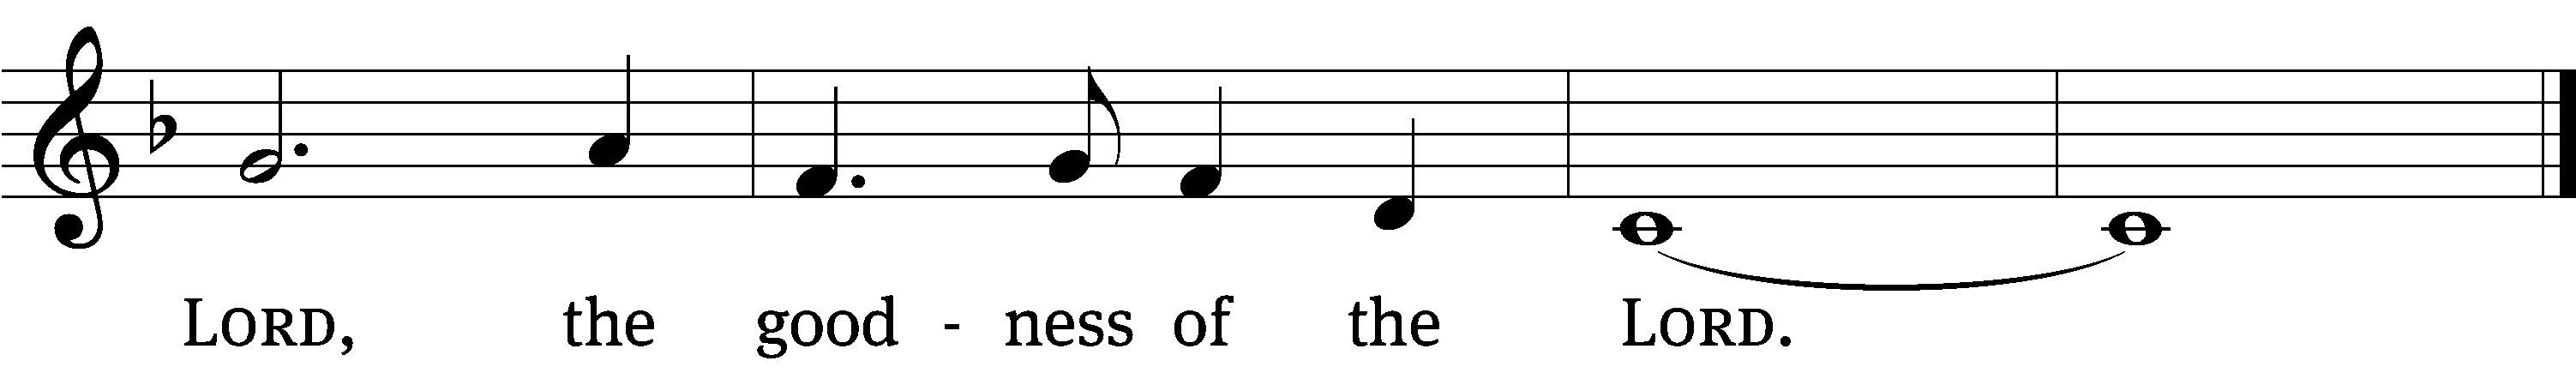 LORD, the good - ness of the LORD.